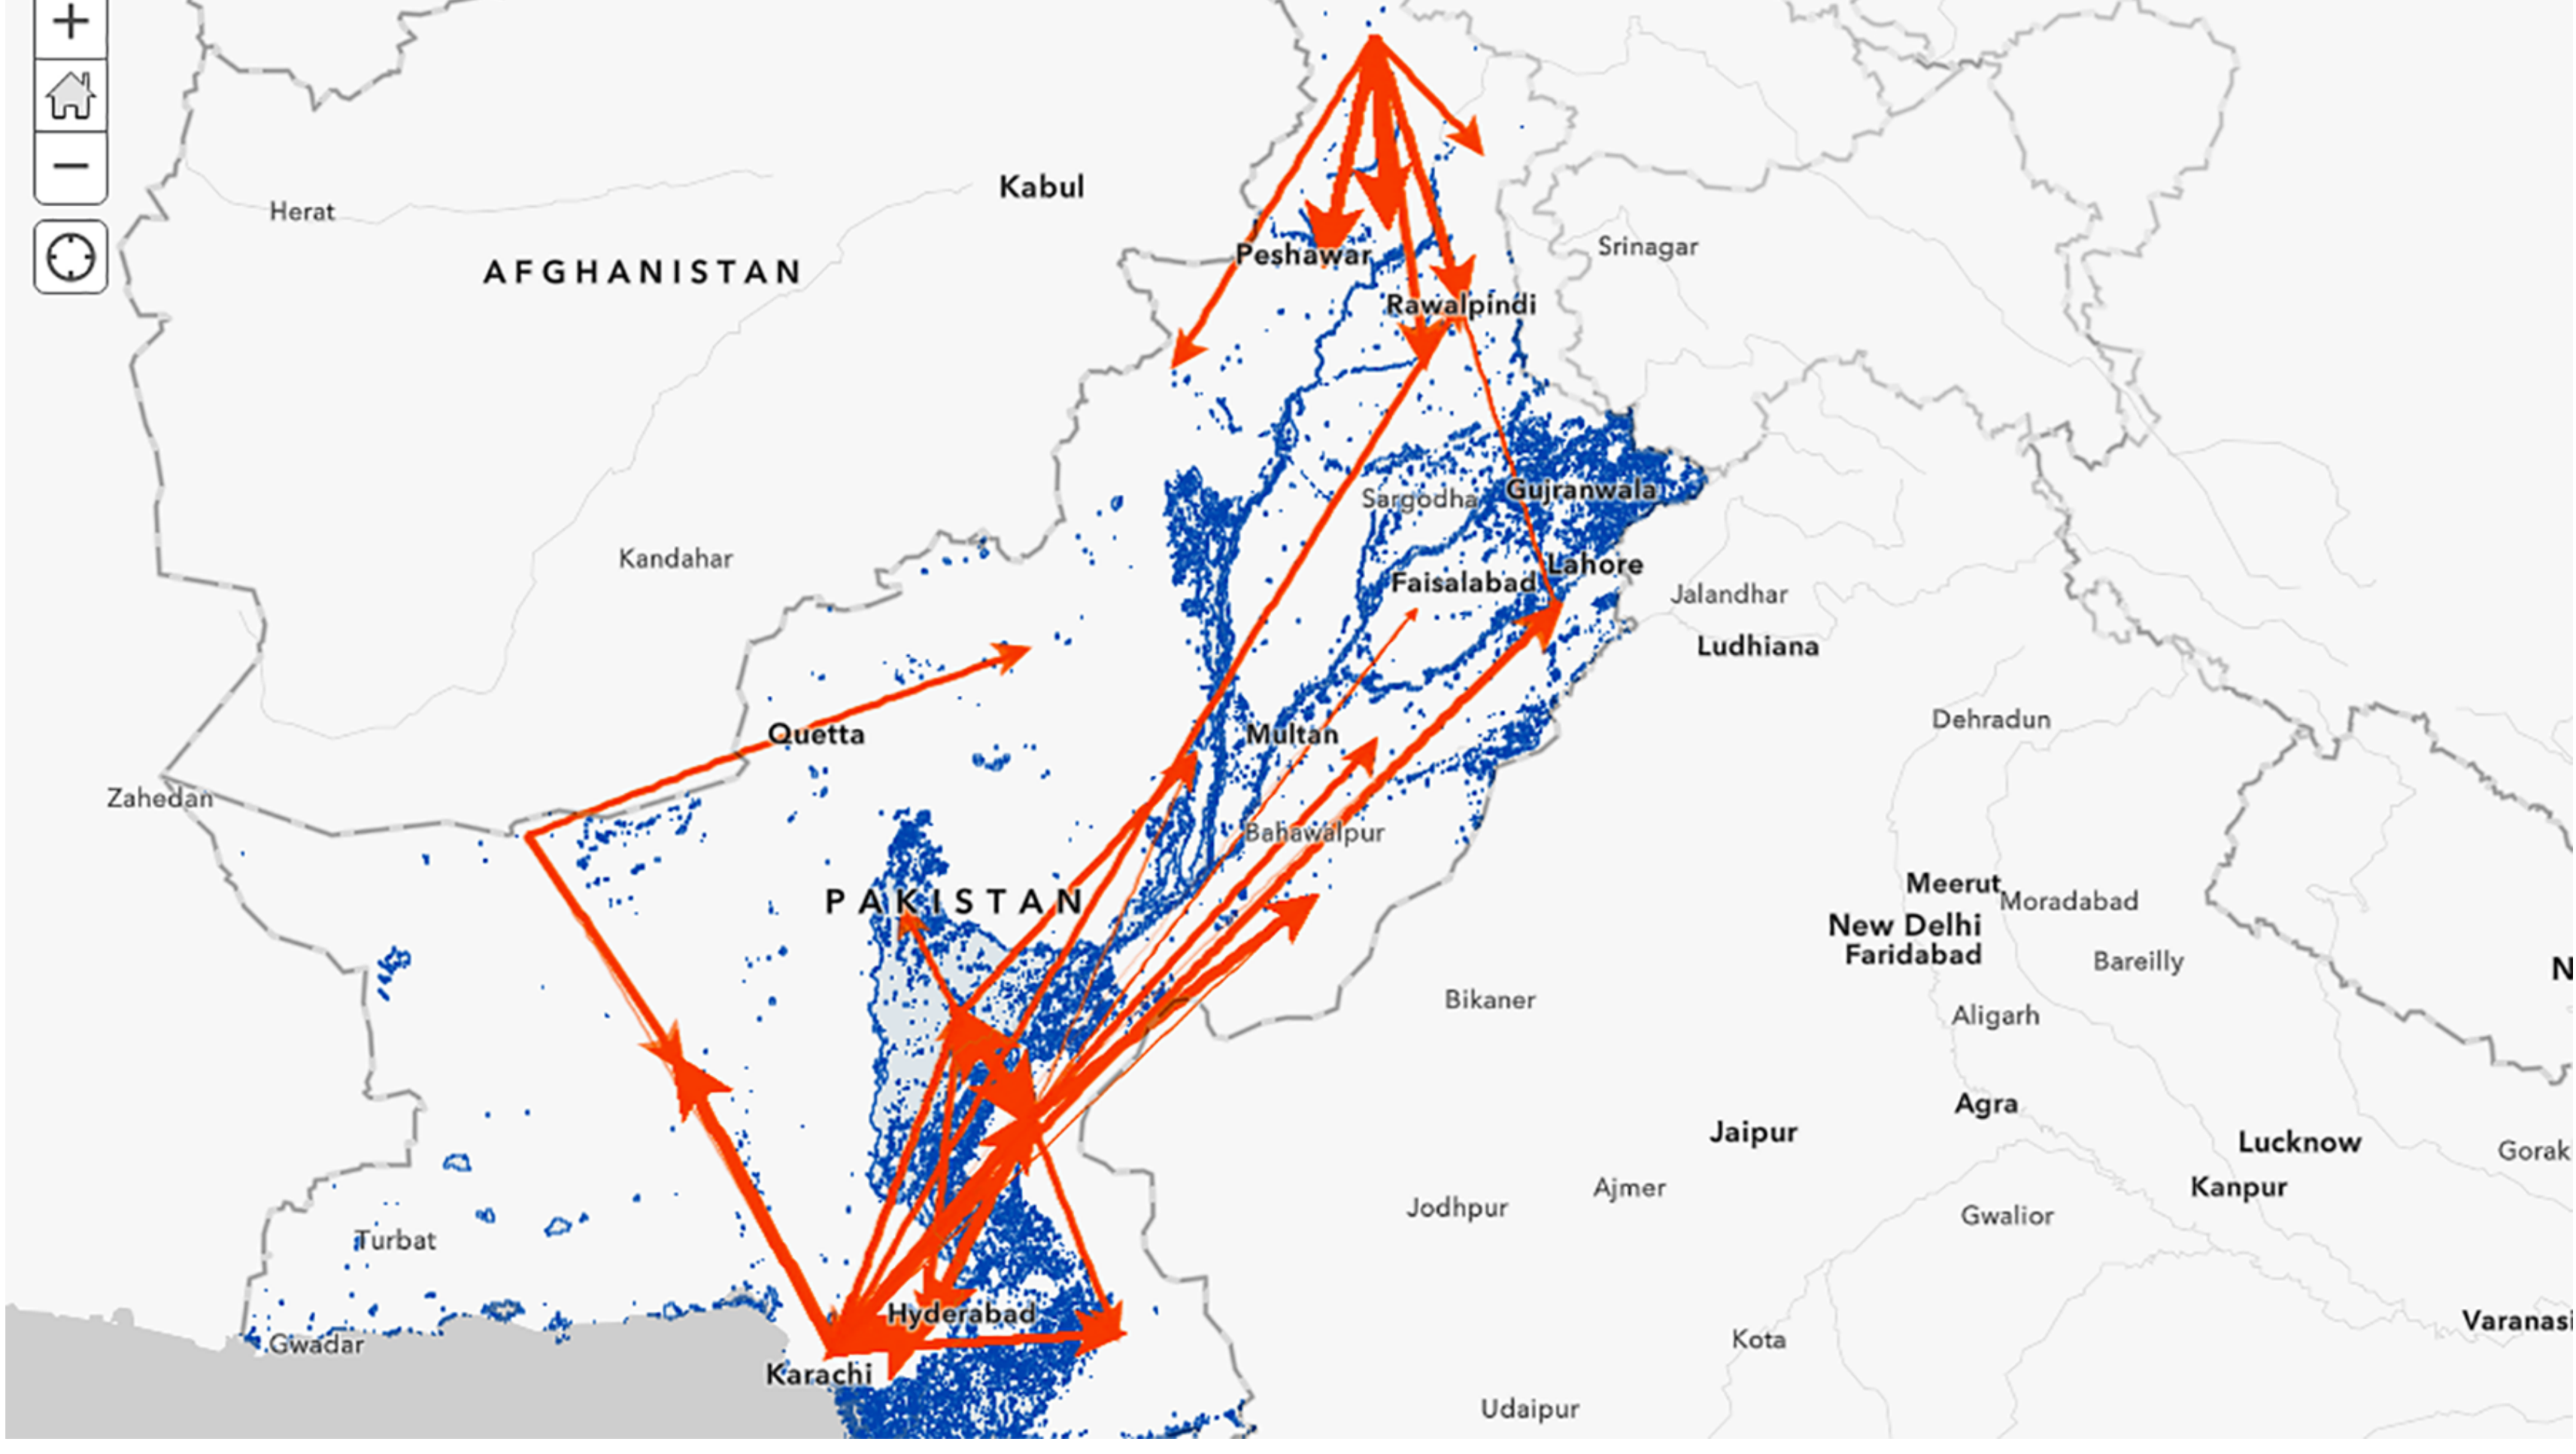 +
−
Kabul
Herat
AFGHANISTAN
Peshawar
Srinagar
Rawalpindi
Sargodha
Gujranwala
Kandahar
Lahore
Faisalabad
Jalandhar
Ludhiana
Quetta
Multan
Dehradun
Zahedan
Bahawalpur
PAKISTAN
Meerut
Moradabad
New Delhi
Faridabad
Bareilly
N
Bikaner
Aligarh
Agra
Jaipur
Lucknow
Gorak
Ajmer
Kanpur
Jodhpur
Gwalior
Turbat
Hyderabad
Varanasi
Gwadar
Kota
Karachi
Udaipur